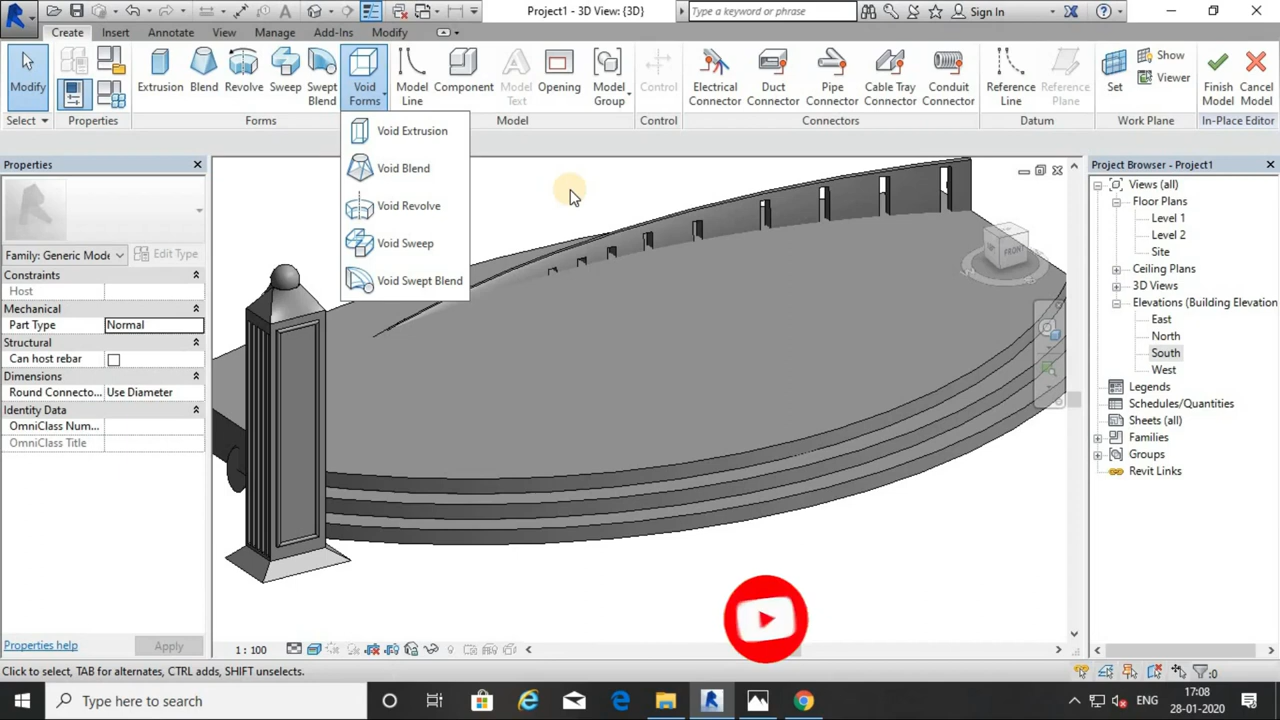 Project1 - 3D View: {3D}
Type a keyword or phrase
Sign In
Create Insert Annotate View Manage Add-Ins Modify
Modify
Extrusion Blend Revolve Sweep Swept Blend Void Forms Model Line Component Model Text Opening Model Group Control Electrical Connector Duct Connector Pipe Connector Cable Tray Connector Conduit Connector Reference Line Reference Plane Set Show Viewer Finish Model Cancel Model
Select Properties Forms Model Control Connectors Datum Work Plane In-Place Editor
Void Extrusion
Void Blend
Void Revolve
Void Sweep
Void Swept Blend
Properties
Family: Generic Mode Edit Type
Constraints
Host
Mechanical
Part Type Normal
Structural
Can host rebar
Dimensions
Round Connecto... Use Diameter
Identity Data
OmniClass Num...
OmniClass Title
Properties help Apply
FRONT
Project Browser - Project1
Views (all)
Floor Plans
Level 1
Level 2
Site
Ceiling Plans
3D Views
Elevations (Building Elevation
East
North
South
West
Legends
Schedules/Quantities
Sheets (all)
Families
Groups
Revit Links
1 : 100
Click to select, TAB for alternates, CTRL adds, SHIFT unselects.
:0
Type here to search
ENG
17:08
28-01-2020